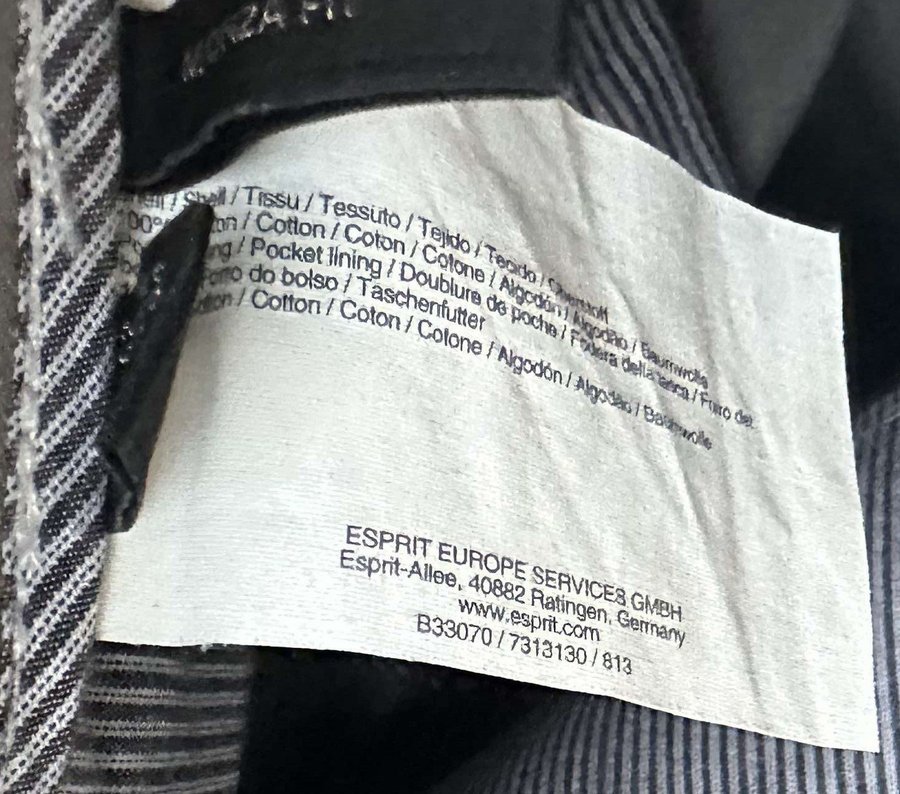 Shell / Tissu / Tessuto / Tejido / Tecido / Oberstoff
00% / Cotton / Coton / Cotone / Algodón / Algodão / Baumwolle
/ Pocket lining / Doublure de poche / Fodera della tasca / Forro del
Forro do bolso / Taschenfutter
/ Cotton / Coton / Cotone / Algodón / Algodão / Baumwolle
ESPRIT EUROPE SERVICES GMBH
Esprit-Allee, 40882 Ratingen, Germany
www.esprit.com
B33070 / 7313130 / 813